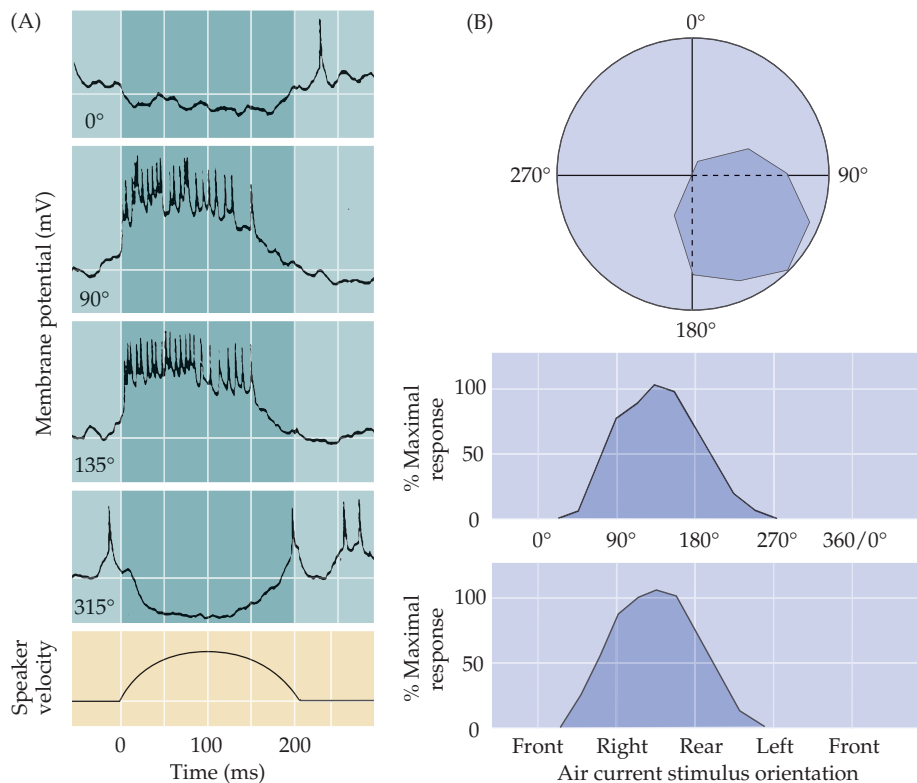 (A)
Membrane potential (mV)
0°
90°
135°
315°
Speaker
velocity
0 100 200
Time (ms)
(B)
0°
270° 90°
180°
% Maximal
response
100
50
0
0° 90° 180° 270° 360/0°
% Maximal
response
100
50
0
Front Right Rear Left Front
Air current stimulus orientation